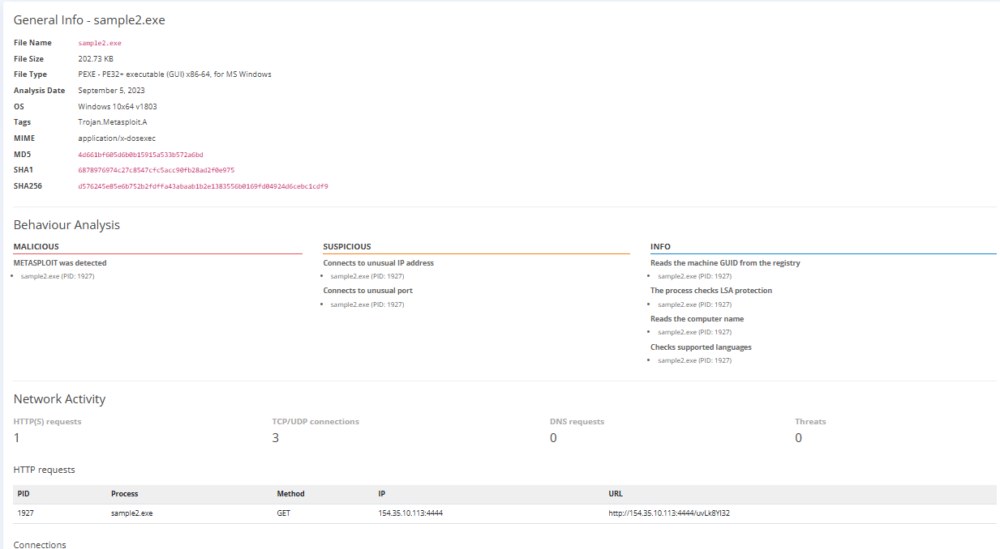 General Info - sample2.exe
File Name sample2.exe
File Size 202.73 KB
File Type PEXE - PE32+ executable (GUI) x86-64, for MS Windows
Analysis Date September 5, 2023
OS Windows 10x64 v1803
Tags Trojan.Metasploit.A
MIME application/x-dosexec
MD5 4d661bf605d6b0b15915a533b572a6bd
SHA1 6878976974c27c8547cfc5acc90fb28ad2f0e975
SHA256 d576245e85e6b752b2fdffa43abaab1b2e1383556b0169fd04924d6cebc1cdf9
Behaviour Analysis
MALICIOUS
METASPLOIT was detected
sample2.exe (PID: 1927)
SUSPICIOUS
Connects to unusual IP address
sample2.exe (PID: 1927)
Connects to unusual port
sample2.exe (PID: 1927)
INFO
Reads the machine GUID from the registry
sample2.exe (PID: 1927)
The process checks LSA protection
sample2.exe (PID: 1927)
Reads the computer name
sample2.exe (PID: 1927)
Checks supported languages
sample2.exe (PID: 1927)
Network Activity
HTTP(S) requests TCP/UDP connections DNS requests Threats
1 3 0 0
HTTP requests
PID Process Method IP URL
1927 sample2.exe GET 154.35.10.113:4444 http://154.35.10.113:4444/uvLk8YI32
Connections